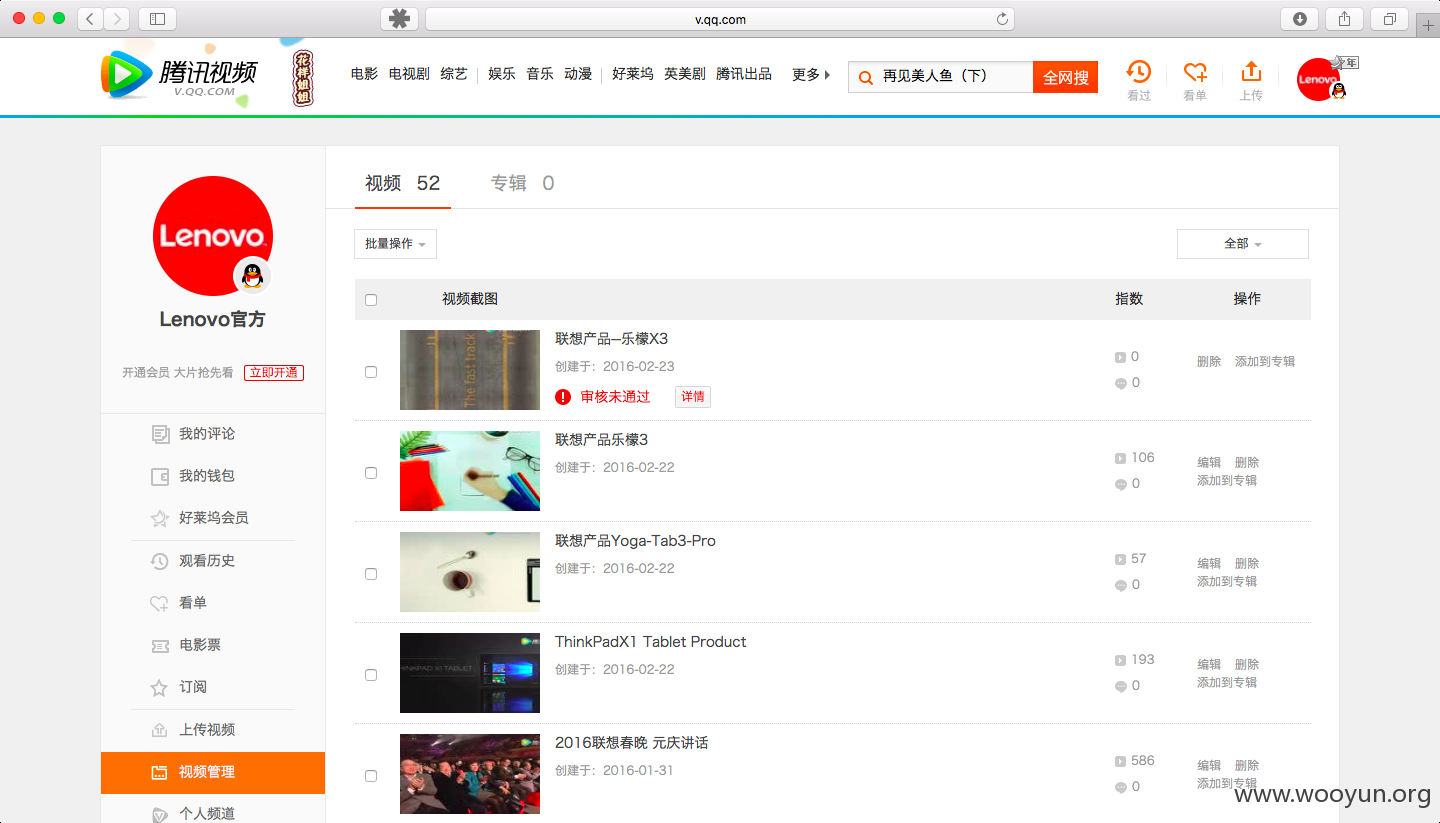 v.qq.com
腾讯视频
V.QQ.COM
花样姐姐
电影 电视剧 综艺 娱乐 音乐 动漫 好莱坞 英美剧 腾讯出品 更多
再见美人鱼（下）
全网搜
看过
看单
上传
Lenovo
年
Lenovo
Lenovo官方
开通会员 大片抢先看 立即开通
我的评论
我的钱包
好莱坞会员
观看历史
看单
电影票
订阅
上传视频
视频管理
个人频道
视频 52 专辑 0
批量操作
全部
视频截图 指数 操作
The fast track
联想产品—乐檬X3
创建于：2016-02-23
审核未通过 详情
0
0
删除 添加到专辑
联想产品乐檬3
创建于：2016-02-22
106
0
编辑 删除
添加到专辑
联想产品Yoga-Tab3-Pro
创建于：2016-02-22
57
0
编辑 删除
添加到专辑
ThinkPadX1 Tablet Product
创建于：2016-02-22
193
0
编辑 删除
添加到专辑
2016联想春晚 元庆讲话
创建于：2016-01-31
586
0
编辑 删除
添加到专辑
www.wooyun.org